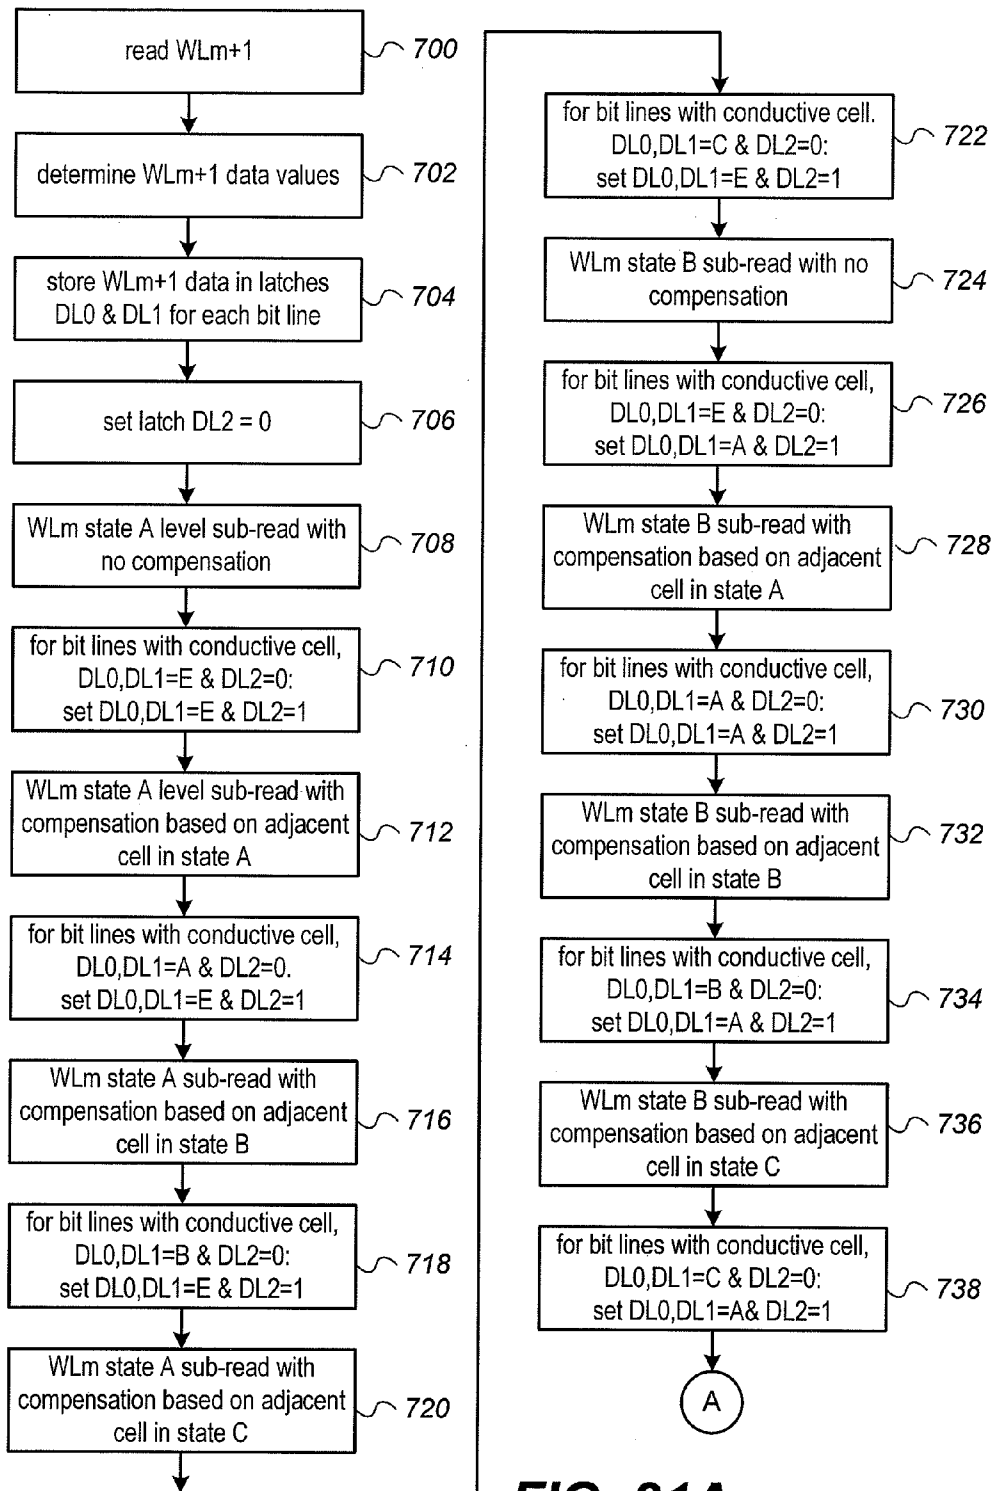 read WLm+1
700
determine WLm+1 data values
702
store WLm+1 data in latches
DL0 & DL1 for each bit line
704
set latch DL2 = 0
706
WLm state A level sub-read with
no compensation
708
for bit lines with conductive cell,
DL0,DL1=E & DL2=0:
set DL0,DL1=E & DL2=1
710
WLm state A level sub-read with
compensation based on adjacent
cell in state A
712
for bit lines with conductive cell,
DL0,DL1=A & DL2=0.
set DL0,DL1=E & DL2=1
714
WLm state A sub-read with
compensation based on adjacent
cell in state B
716
for bit lines with conductive cell,
DL0,DL1=B & DL2=0:
set DL0,DL1=E & DL2=1
718
WLm state A sub-read with
compensation based on adjacent
cell in state C
720
for bit lines with conductive cell.
DL0,DL1=C & DL2=0:
set DL0,DL1=E & DL2=1
722
WLm state B sub-read with no
compensation
724
for bit lines with conductive cell,
DL0,DL1=E & DL2=0:
set DL0,DL1=A & DL2=1
726
WLm state B sub-read with
compensation based on adjacent
cell in state A
728
for bit lines with conductive cell,
DL0,DL1=A & DL2=0:
set DL0,DL1=A & DL2=1
730
WLm state B sub-read with
compensation based on adjacent
cell in state B
732
for bit lines with conductive cell,
DL0,DL1=B & DL2=0:
set DL0,DL1=A & DL2=1
734
WLm state B sub-read with
compensation based on adjacent
cell in state C
736
for bit lines with conductive cell,
DL0,DL1=C & DL2=0:
set DL0,DL1=A& DL2=1
738
A